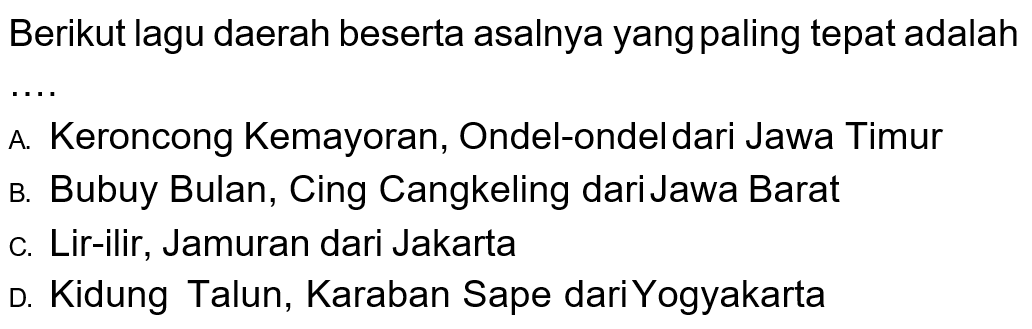 Berikut lagu daerah beserta asalnya yang paling tepat adalah
....
A. Keroncong Kemayoran, Ondel-ondel dari Jawa Timur
B. Bubuy Bulan, Cing Cangkeling dari Jawa Barat
C. Lir-ilir, Jamuran dari Jakarta
D. Kidung Talun, Karaban Sape dari Yogyakarta